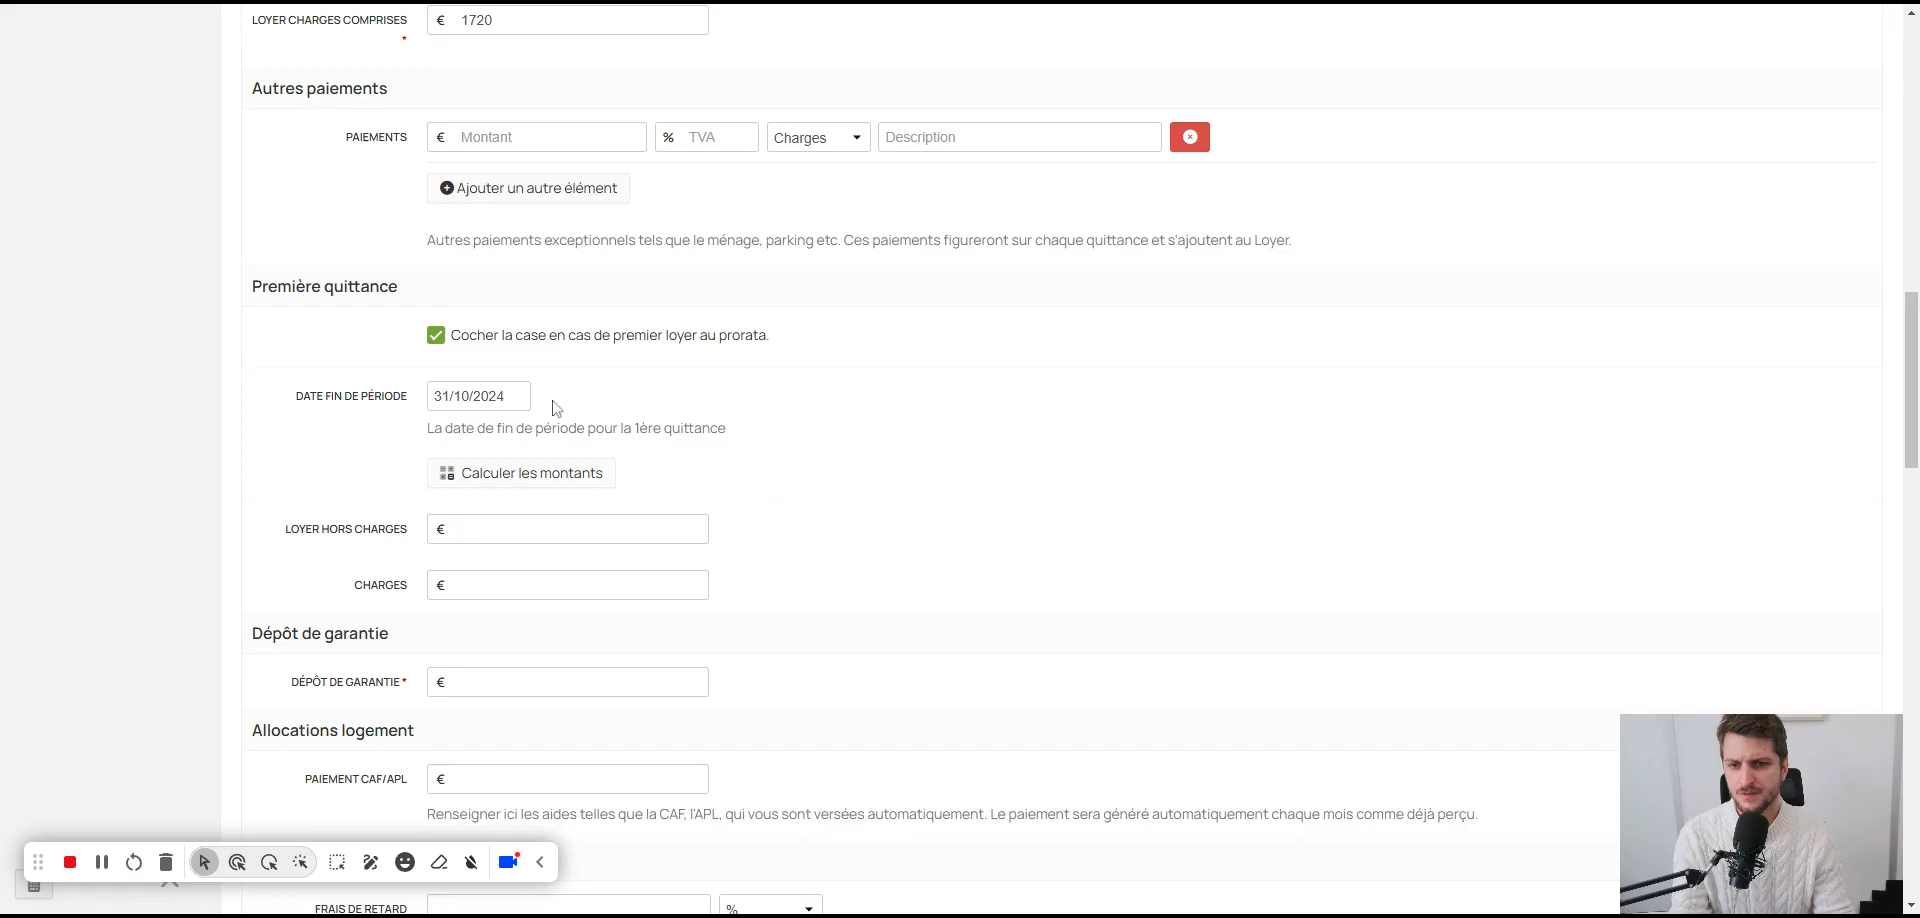 LOYER CHARGES COMPRISES
*
€ 1720
Autres paiements
PAIEMENTS € Montant % TVA Charges Description
Ajouter un autre élément
Autres paiements exceptionnels tels que le ménage, parking etc. Ces paiements figureront sur chaque quittance et s'ajoutent au Loyer.
Première quittance
Cocher la case en cas de premier loyer au prorata.
DATE FIN DE PÉRIODE 31/10/2024
La date de fin de période pour la 1ère quittance
Calculer les montants
LOYER HORS CHARGES €
CHARGES €
Dépôt de garantie
DÉPÔT DE GARANTIE* €
Allocations logement
PAIEMENT CAF/APL €
Renseigner ici les aides telles que la CAF, l'APL, qui vous sont versées automatiquement. Le paiement sera généré automatiquement chaque mois comme déjà perçu.
FRAIS DE RETARD %